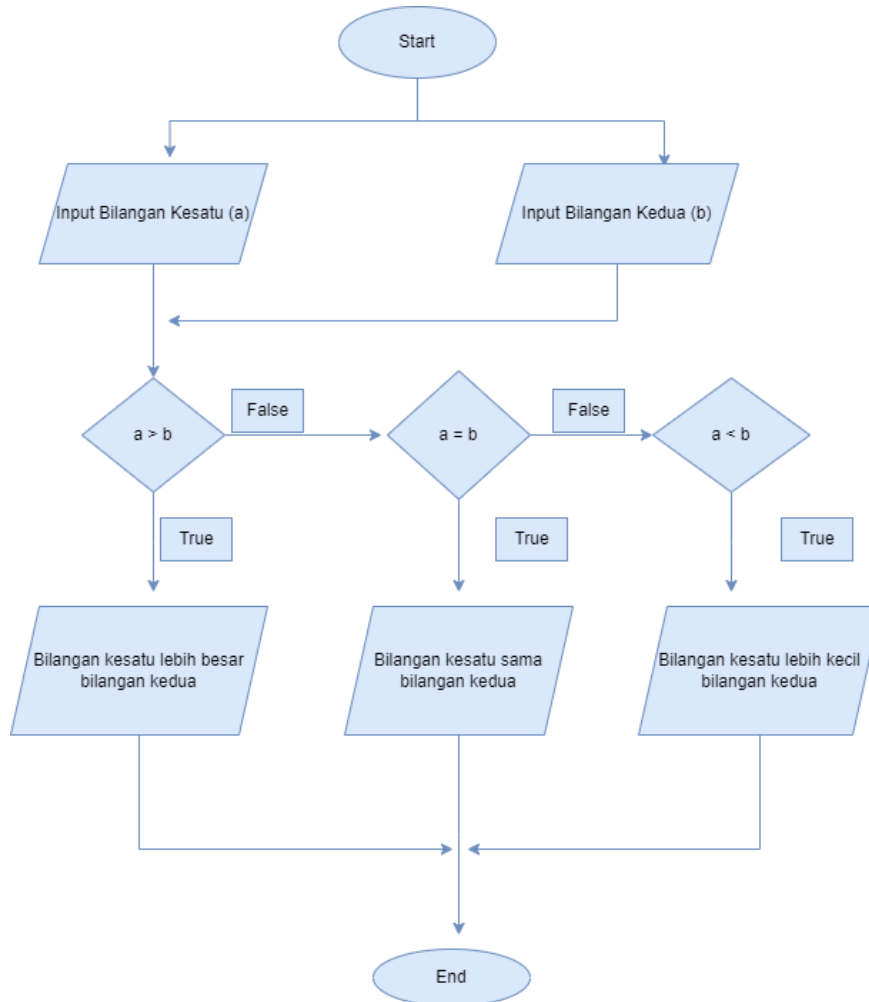 Start
Input Bilangan Kesatu (a)
Input Bilangan Kedua (b)
a > b
False
a = b
False
a < b
True
True
True
Bilangan kesatu lebih besar
bilangan kedua
Bilangan kesatu sama
bilangan kedua
Bilangan kesatu lebih kecil
bilangan kedua
End